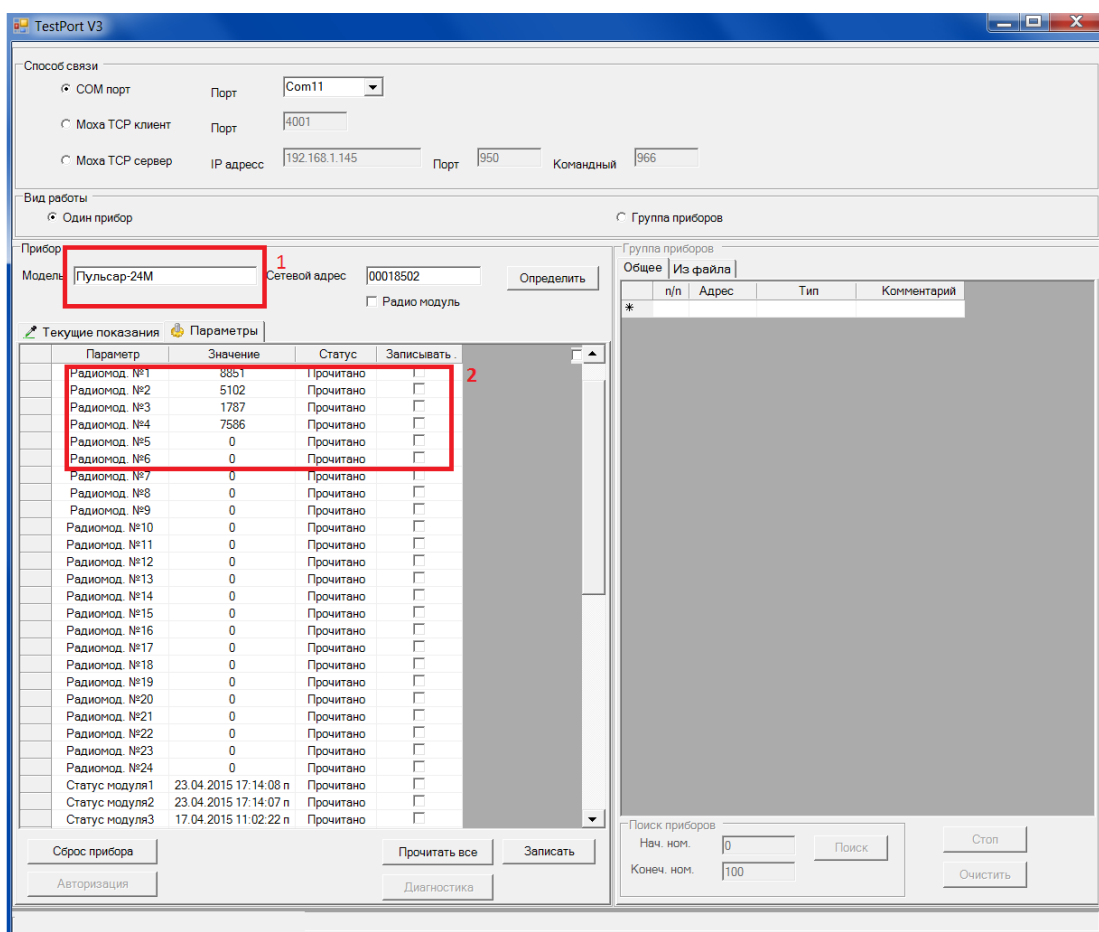 TestPort V3
Способ связи
COM порт Порт Com11
Моха TCP клиент Порт 4001
Моха TCP сервер IP адресс 192.168.1.145 Порт 950 Командный 966
Вид работы
Один прибор Группа приборов
Прибор
1
Модель Пульсар-24М Сетевой адрес 00018502 Определить
Радио модуль
Текущие показания Параметры
Параметр Значение Статус Записывать .
2
Радиомод. №1 8851 Прочитано
Радиомод. №2 5102 Прочитано
Радиомод. №3 1787 Прочитано
Радиомод. №4 7586 Прочитано
Радиомод. №5 0 Прочитано
Радиомод. №6 0 Прочитано
Радиомод. №7 0 Прочитано
Радиомод. №8 0 Прочитано
Радиомод. №9 0 Прочитано
Радиомод. №10 0 Прочитано
Радиомод. №11 0 Прочитано
Радиомод. №12 0 Прочитано
Радиомод. №13 0 Прочитано
Радиомод. №14 0 Прочитано
Радиомод. №15 0 Прочитано
Радиомод. №16 0 Прочитано
Радиомод. №17 0 Прочитано
Радиомод. №18 0 Прочитано
Радиомод. №19 0 Прочитано
Радиомод. №20 0 Прочитано
Радиомод. №21 0 Прочитано
Радиомод. №22 0 Прочитано
Радиомод. №23 0 Прочитано
Радиомод. №24 0 Прочитано
Статус модуля1 23.04.2015 17:14:08 п Прочитано
Статус модуля2 23.04.2015 17:14:07 п Прочитано
Статус модуля3 17.04.2015 11:02:22 п Прочитано
Сброс прибора Прочитать все Записать
Авторизация Диагностика
Группа приборов
Общее Из файла
п/п Адрес Тип Комментарий
*
Поиск приборов
Нач. ном. 0 Поиск Стоп
Конеч. ном. 100 Очистить